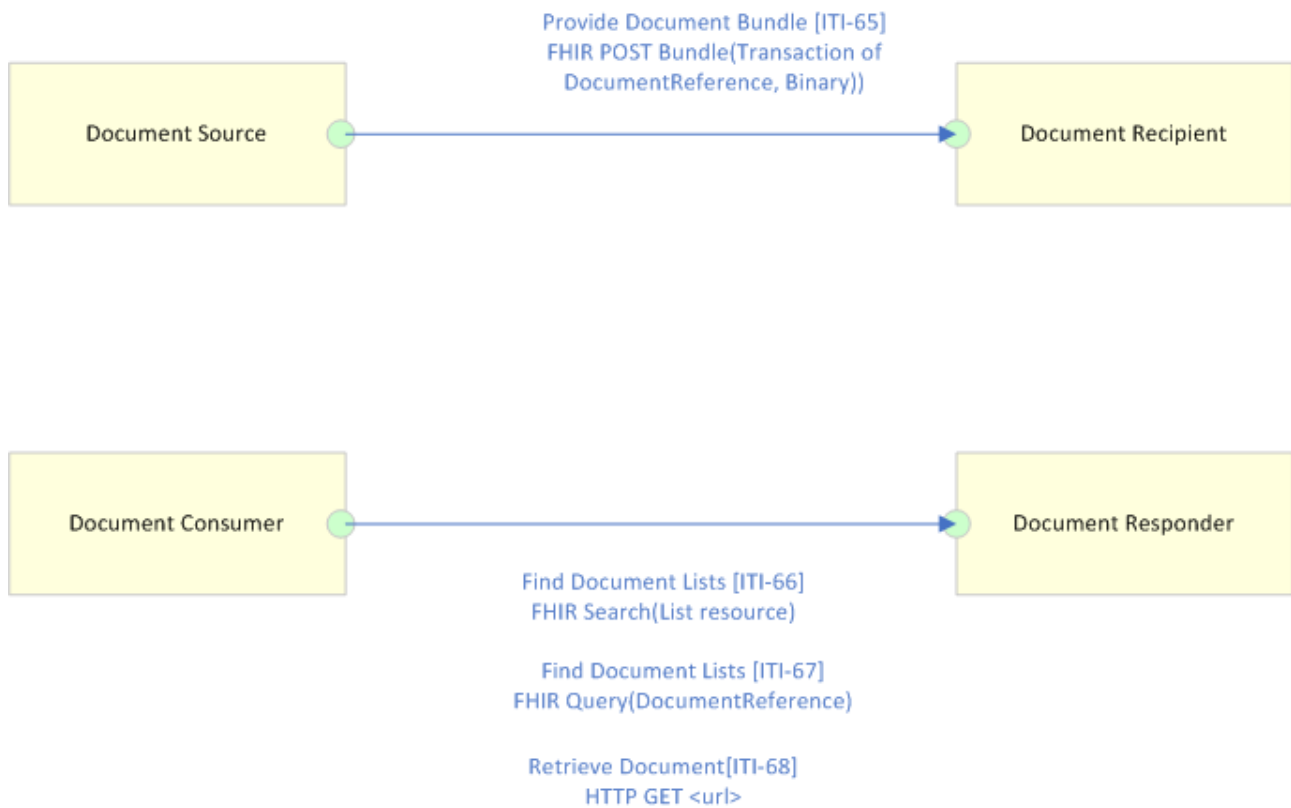 Provide Document Bundle [ITI-65]
FHIR POST Bundle(Transaction of
DocumentReference, Binary))
Document Source
Document Recipient
Document Consumer
Document Responder
Find Document Lists [ITI-66]
FHIR Search(List resource)
Find Document Lists [ITI-67]
FHIR Query(DocumentReference)
Retrieve Document[ITI-68]
HTTP GET <url>